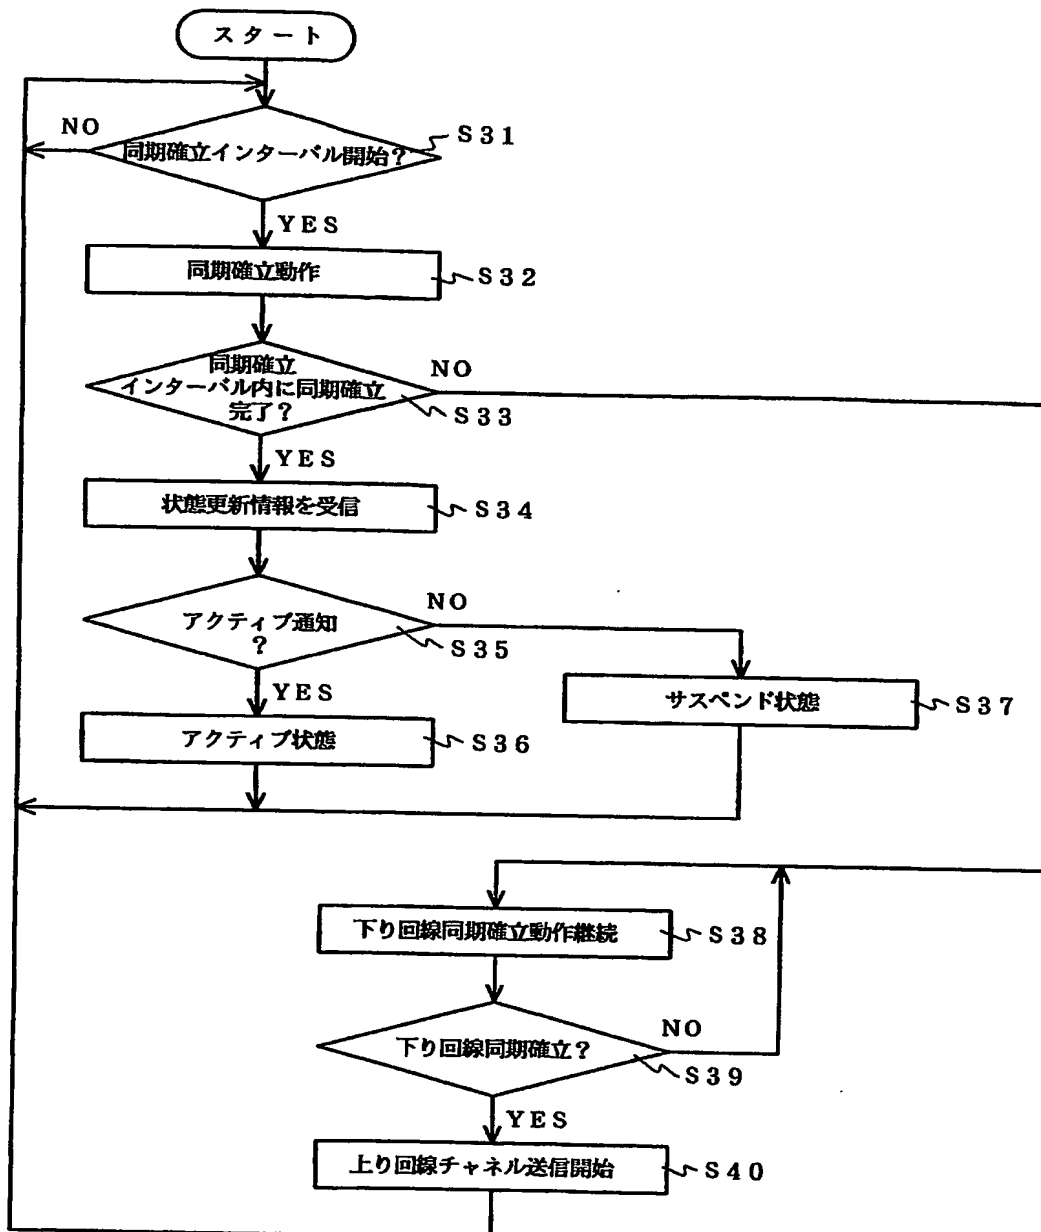 スタート
NO
同期確立インターバル開始？
S31
YES
同期確立動作
S32
同期確立
インターバル内に同期確立
完了？
NO
S33
YES
状態更新情報を受信
S34
アクティブ通知
？
NO
S35
YES
サスペンド状態
S37
アクティブ状態
S36
下り回線同期確立動作継続
S38
下り回線同期確立？
NO
S39
YES
上り回線チャネル送信開始
S40